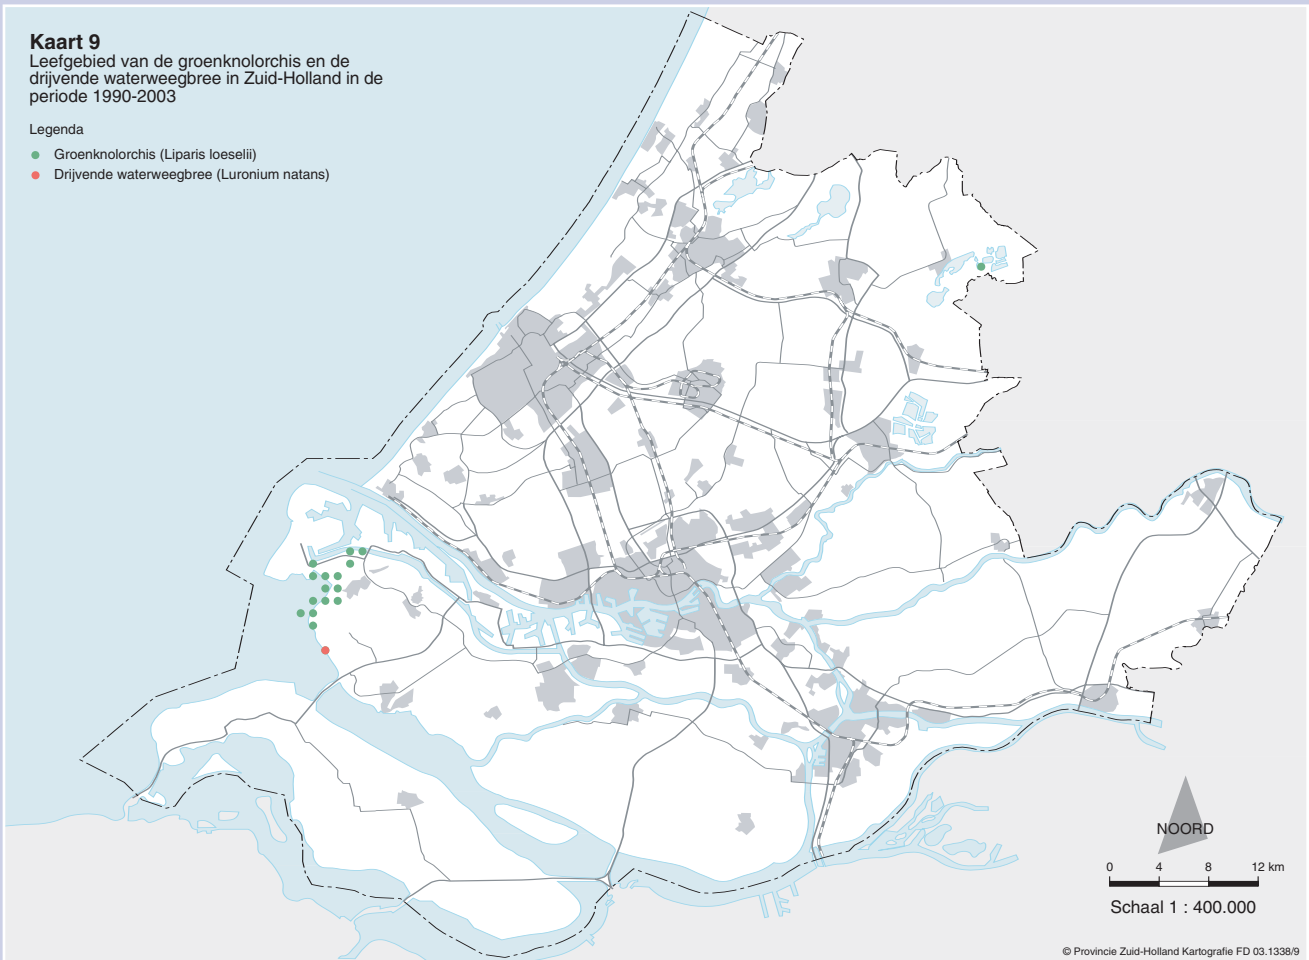 Kaart 9
Leefgebied van de groenknolorchis en de
drijvende waterweegbree in Zuid-Holland in de
periode 1990-2003
Legenda
Groenknolorchis (Liparis loeselii)
Drijvende waterweegbree (Luronium natans)
NOORD
0 4 8 12 km
Schaal 1 : 400.000
© Provincie Zuid-Holland Kartografie FD 03.1338/9